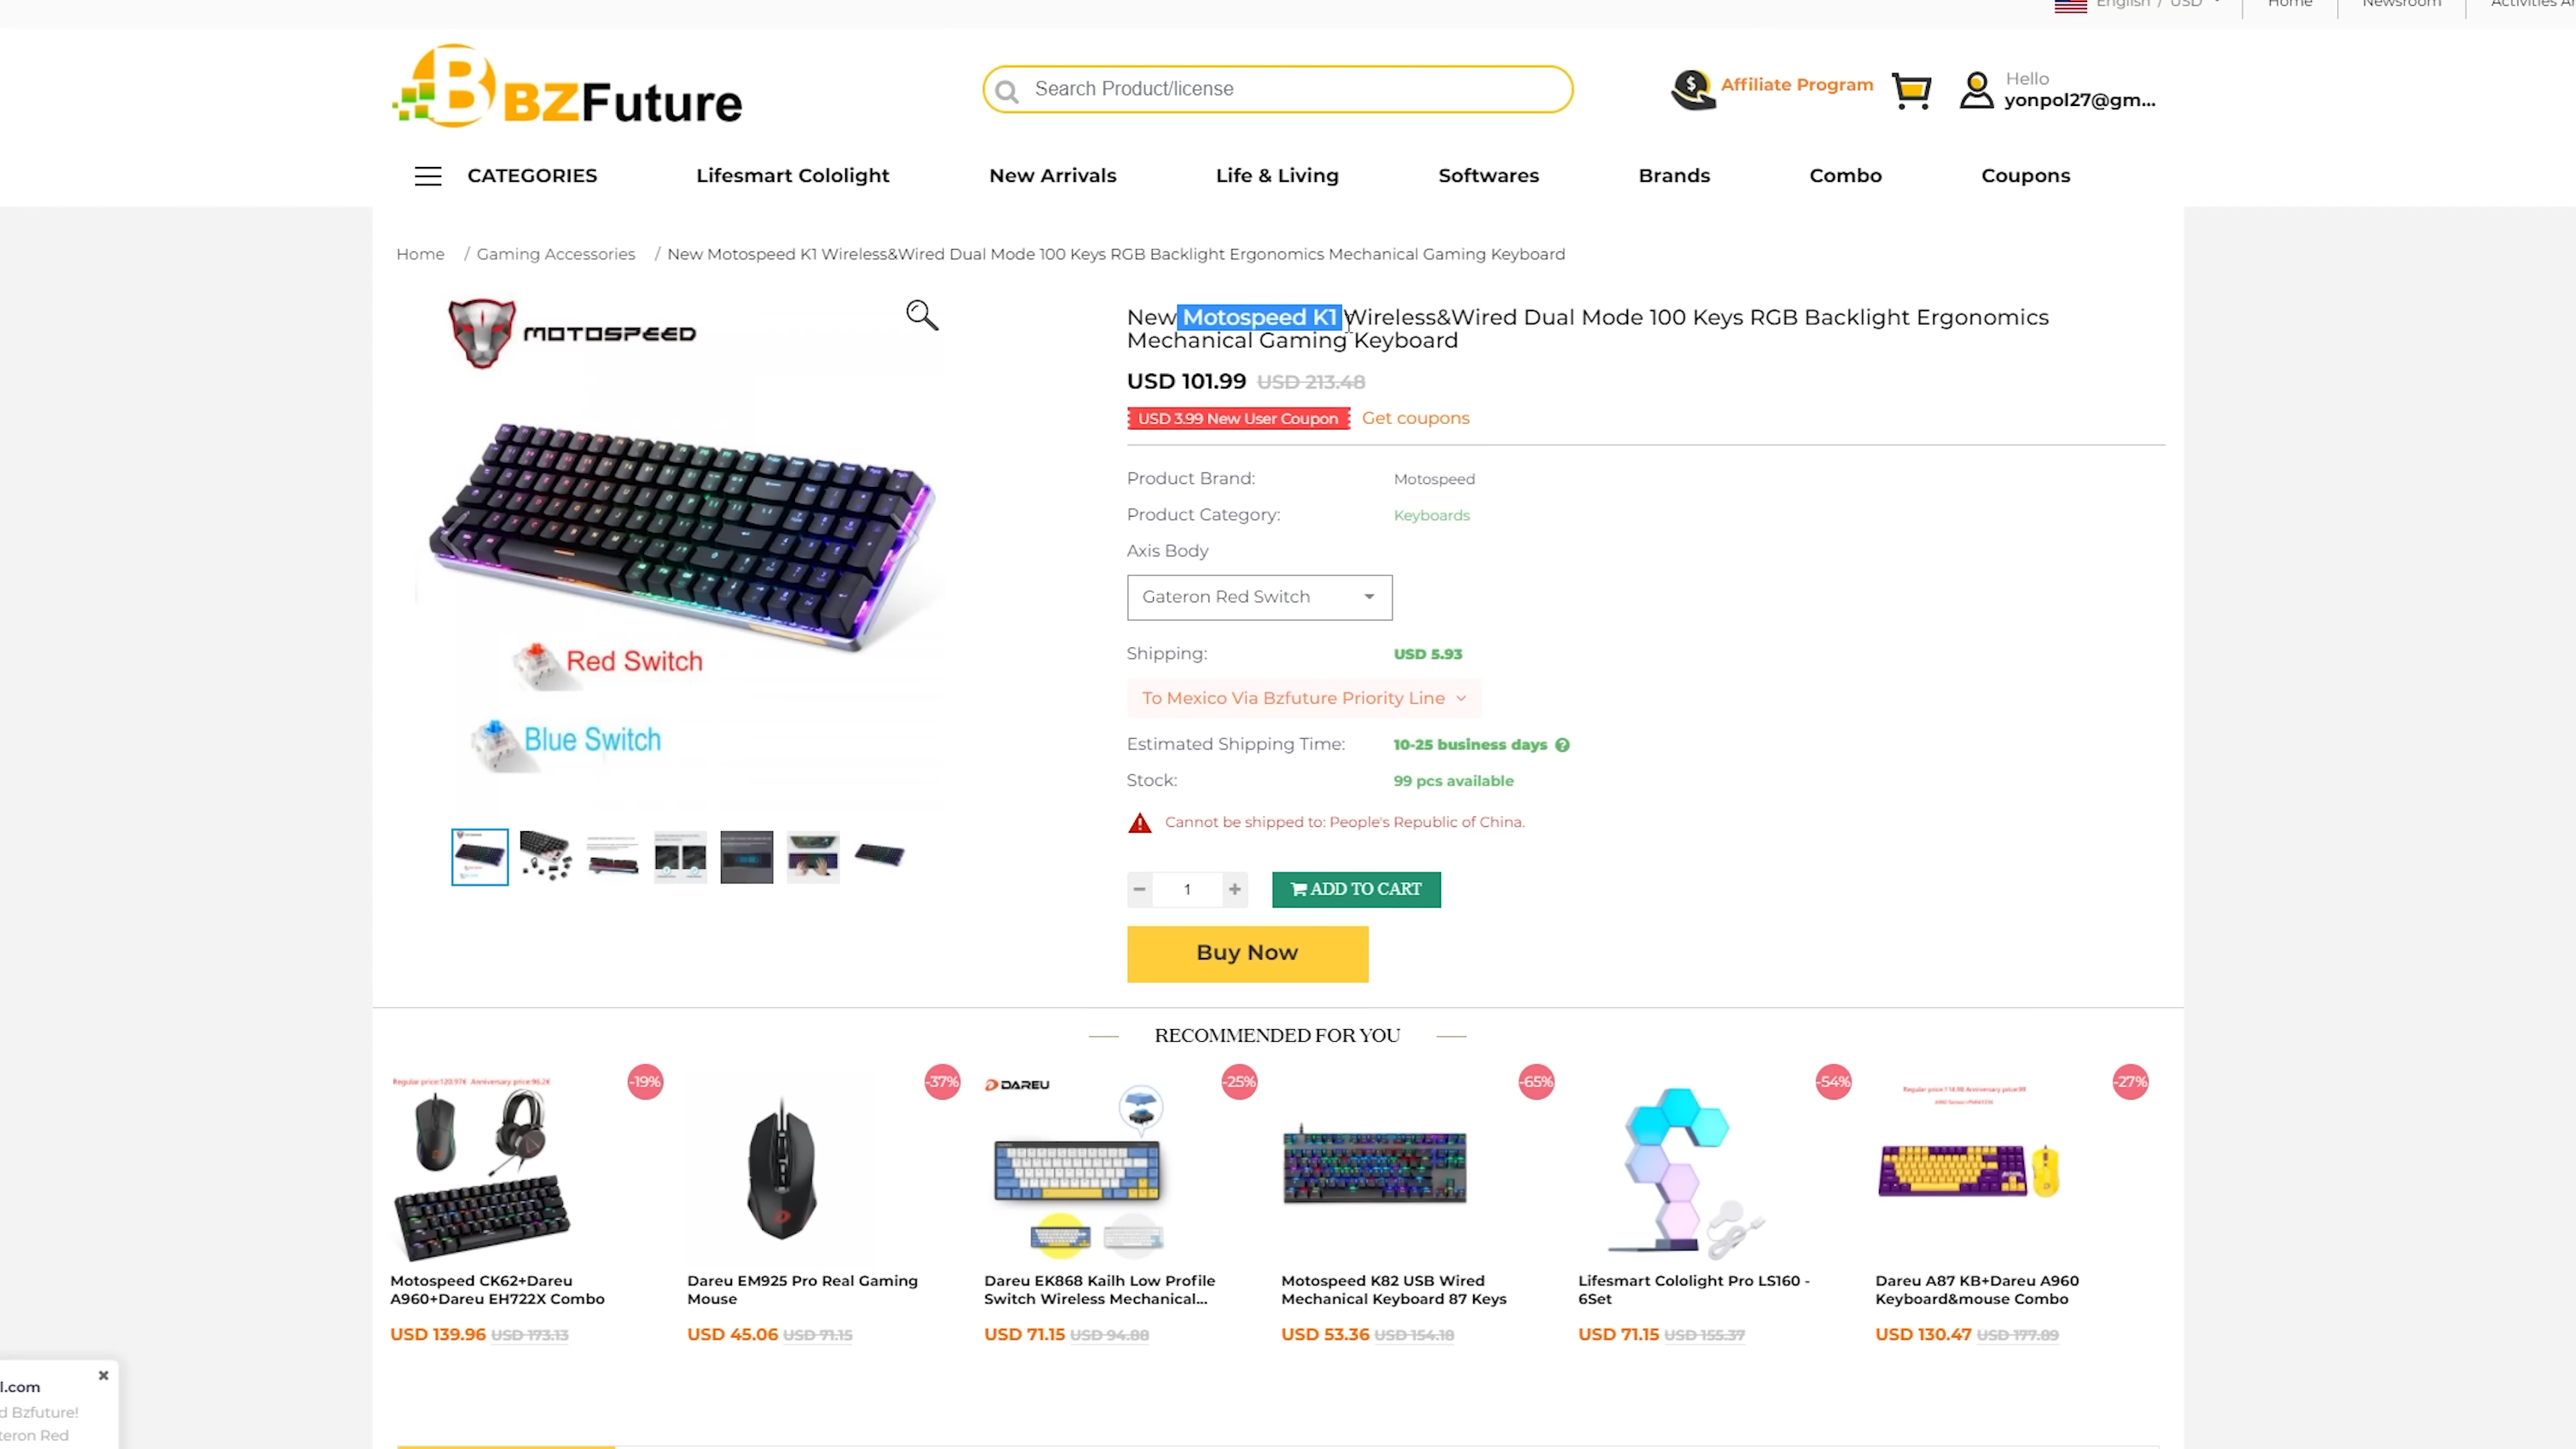 English / USD
Home
Newsroom
BZFuture
Search Product/license
Affiliate Program
Hello
yonpol27@gm...
CATEGORIES
Lifesmart Cololight
New Arrivals
Life & Living
Softwares
Brands
Combo
Coupons
Home / Gaming Accessories / New Motospeed K1 Wireless&Wired Dual Mode 100 Keys RGB Backlight Ergonomics Mechanical Gaming Keyboard
MOTOSPEED
Red Switch
Blue Switch
New Motospeed K1 Wireless&Wired Dual Mode 100 Keys RGB Backlight Ergonomics
Mechanical Gaming Keyboard
USD 101.99 USD 213.48
USD 3.99 New User Coupon Get coupons
Product Brand: Motospeed
Product Category: Keyboards
Axis Body
Gateron Red Switch
Shipping: USD 5.93
To Mexico Via Bzfuture Priority Line
Estimated Shipping Time: 10-25 business days
Stock: 99 pcs available
Cannot be shipped to: People's Republic of China.
1
ADD TO CART
Buy Now
RECOMMENDED FOR YOU
Regular price:120.97€ Anniversary price:96.2€
-19%
Motospeed CK62+Dareu
A960+Dareu EH722X Combo
USD 139.96 USD 173.13
-37%
Dareu EM925 Pro Real Gaming
Mouse
USD 45.06 USD 71.15
DAREU
-25%
Dareu EK868 Kailh Low Profile
Switch Wireless Mechanical...
USD 71.15 USD 94.88
-65%
Motospeed K82 USB Wired
Mechanical Keyboard 87 Keys
USD 53.36 USD 154.18
-54%
Lifesmart Cololight Pro LS160 -
6Set
USD 71.15 USD 155.37
-27%
Dareu A87 KB+Dareu A960
Keyboard&mouse Combo
USD 130.47 USD 177.89
l.com
d Bzfuture!
teron Red